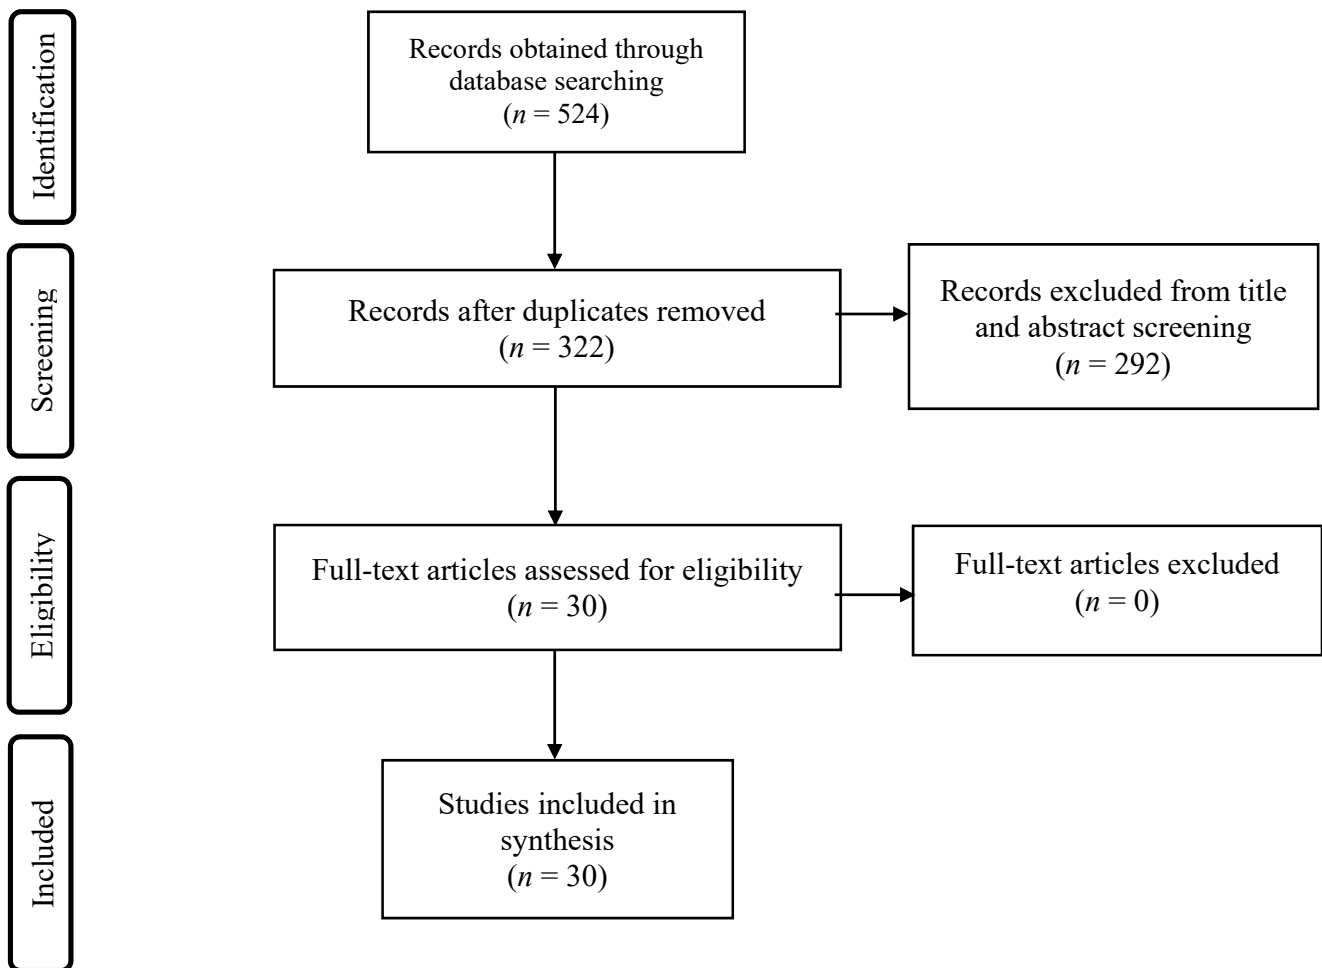 Identification
Records obtained through
database searching
(n = 524)
Screening
Records after duplicates removed
(n = 322)
Records excluded from title
and abstract screening
(n = 292)
Eligibility
Full-text articles assessed for eligibility
(n = 30)
Full-text articles excluded
(n = 0)
Included
Studies included in
synthesis
(n = 30)